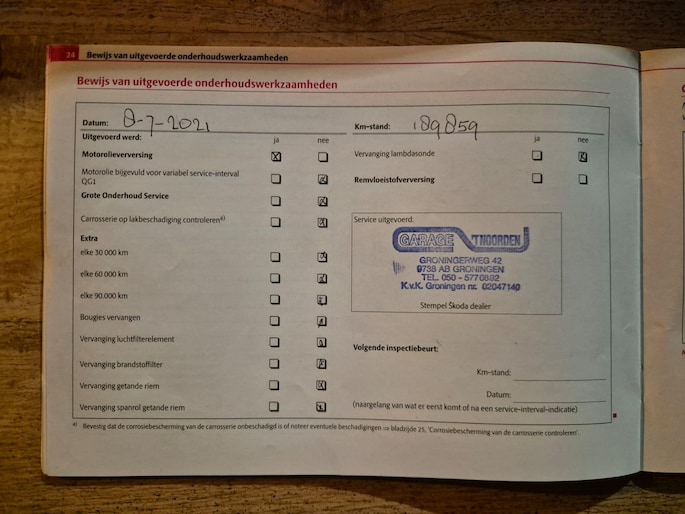 24 Bewijs van uitgevoerde onderhoudswerkzaamheden
Bewijs van uitgevoerde onderhoudswerkzaamheden
Datum: 8-7-2021
Km-stand: 189859
Uitgevoerd werd: ja nee
ja nee
Motorolieverversing
Vervanging lambdasonde
Motorolie bijgevuld voor variabel service-interval
QG1
Remvloeistofverversing
Grote Onderhoud Service
Carrosserie op lakbeschadiging controlerenᵃ⁾
Service uitgevoerd:
GARAGE 'T NOORDEN
GRONINGERWEG 42
9738 AB GRONINGEN
TEL. 050 - 5770882
K.v.K. Groningen nr. 02047140
Stempel Škoda dealer
Extra
elke 30 000 km
elke 60 000 km
elke 90.000 km
Bougies vervangen
Vervanging luchtfilterelement
Vervanging brandstoffilter
Vervanging getande riem
Vervanging spanrol getande riem
Volgende inspectiebeurt:
Km-stand:
Datum:
(naargelang van wat er eerst komt of na een service-interval-indicatie)
ᵃ⁾ Bevestig dat de corrosiebescherming van de carrosserie onbeschadigd is of noteer eventuele beschadigingen ⇒ bladzijde 25, 'Corrosiebescherming van de carrosserie controleren'.